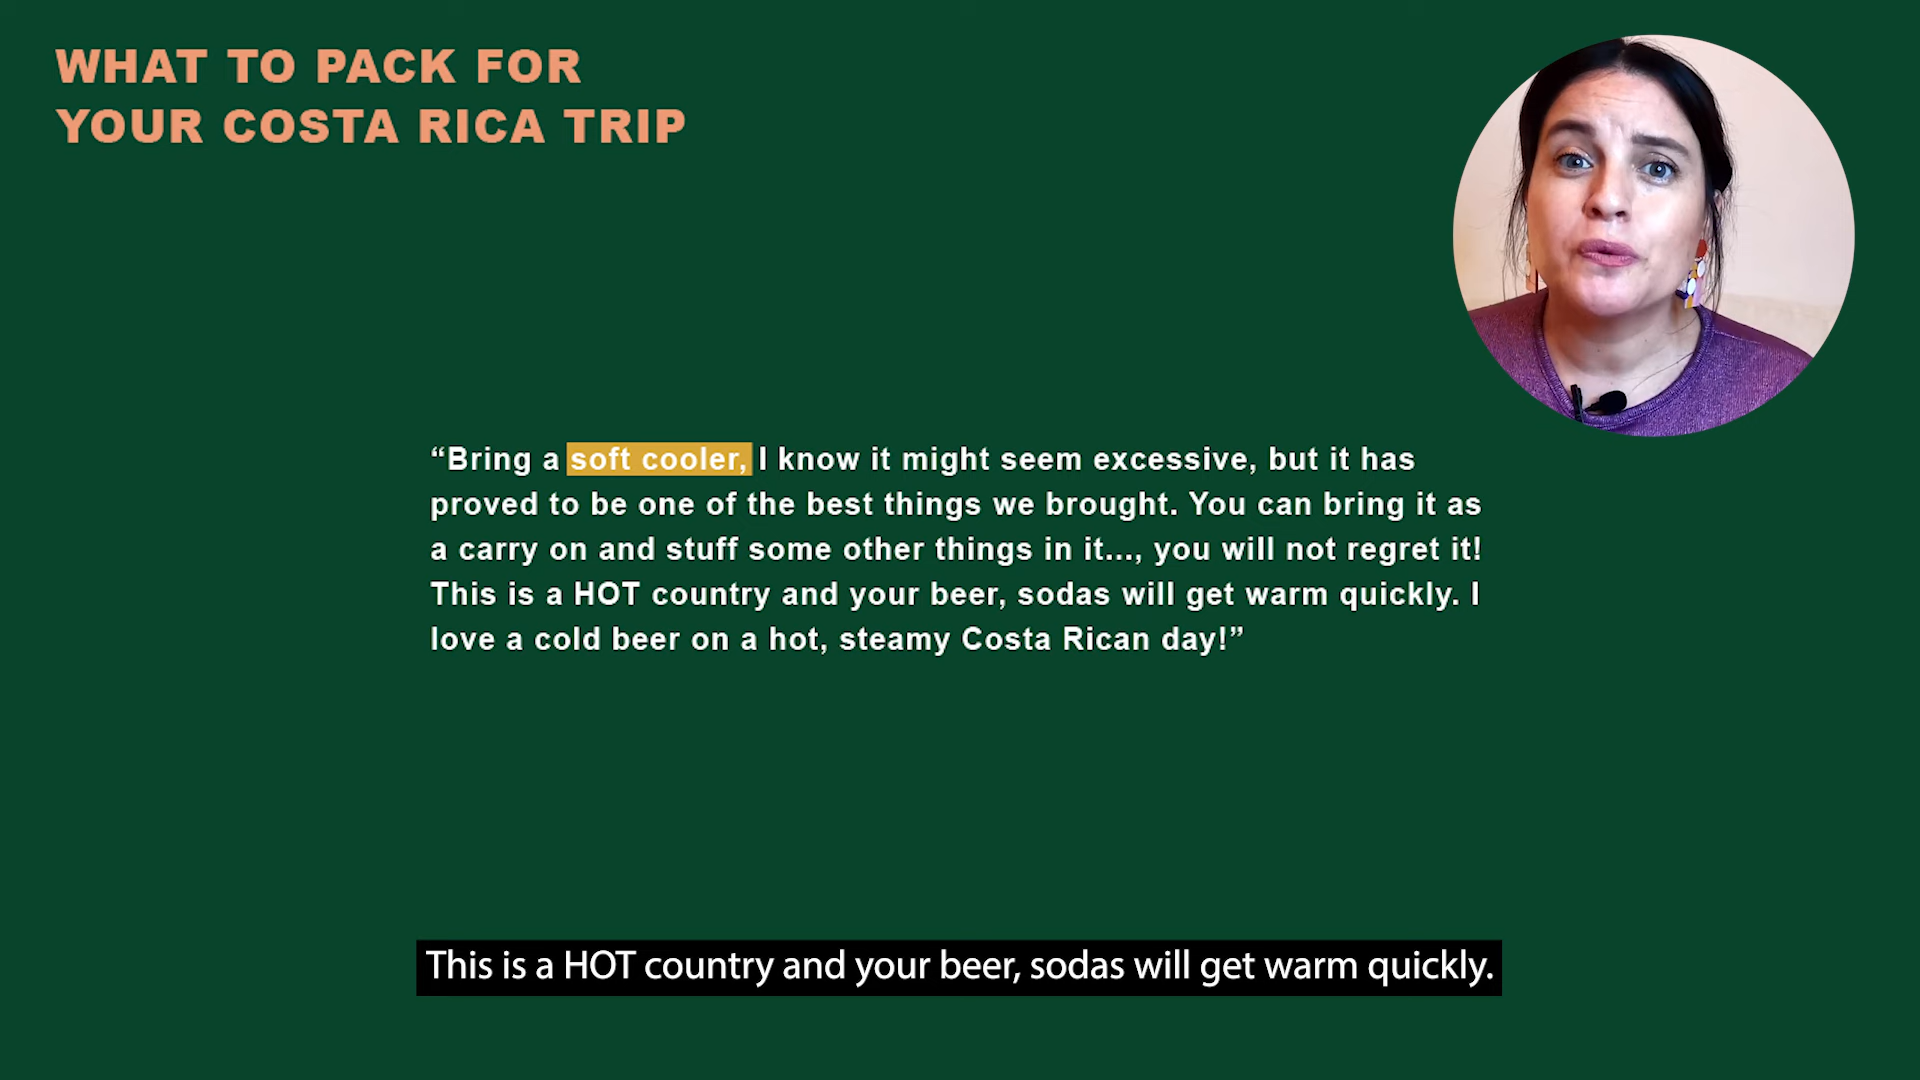 WHAT TO PACK FOR
YOUR COSTA RICA TRIP
“Bring a soft cooler, I know it might seem excessive, but it has
proved to be one of the best things we brought. You can bring it as
a carry on and stuff some other things in it..., you will not regret it!
This is a HOT country and your beer, sodas will get warm quickly. I
love a cold beer on a hot, steamy Costa Rican day!”
This is a HOT country and your beer, sodas will get warm quickly.